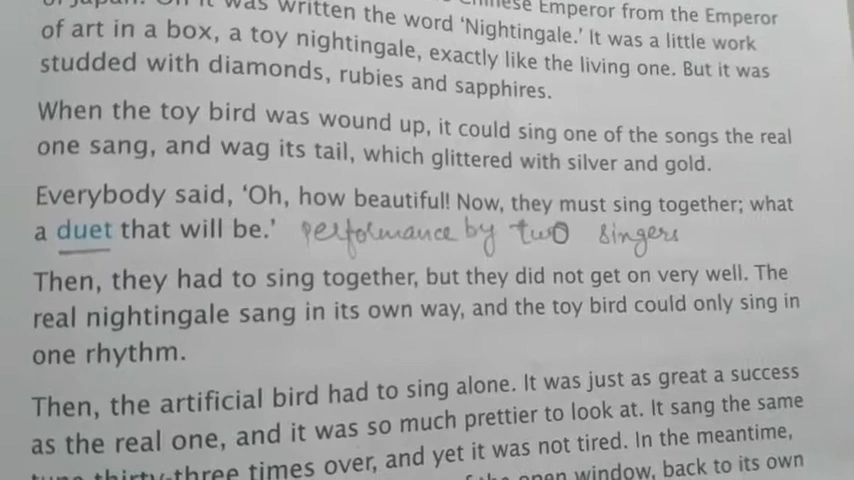 of Japan. On it was written the word ‘Nightingale.’ It was a little work
Chinese Emperor from the Emperor
of art in a box, a toy nightingale, exactly like the living one. But it was
studded with diamonds, rubies and sapphires.
When the toy bird was wound up, it could sing one of the songs the real
one sang, and wag its tail, which glittered with silver and gold.
Everybody said, ‘Oh, how beautiful! Now, they must sing together; what
a duet that will be.’ performance by two singers
Then, they had to sing together, but they did not get on very well. The
real nightingale sang in its own way, and the toy bird could only sing in
one rhythm.
Then, the artificial bird had to sing alone. It was just as great a success
as the real one, and it was so much prettier to look at. It sang the same
tune thirty-three times over, and yet it was not tired. In the meantime,
the open window, back to its own